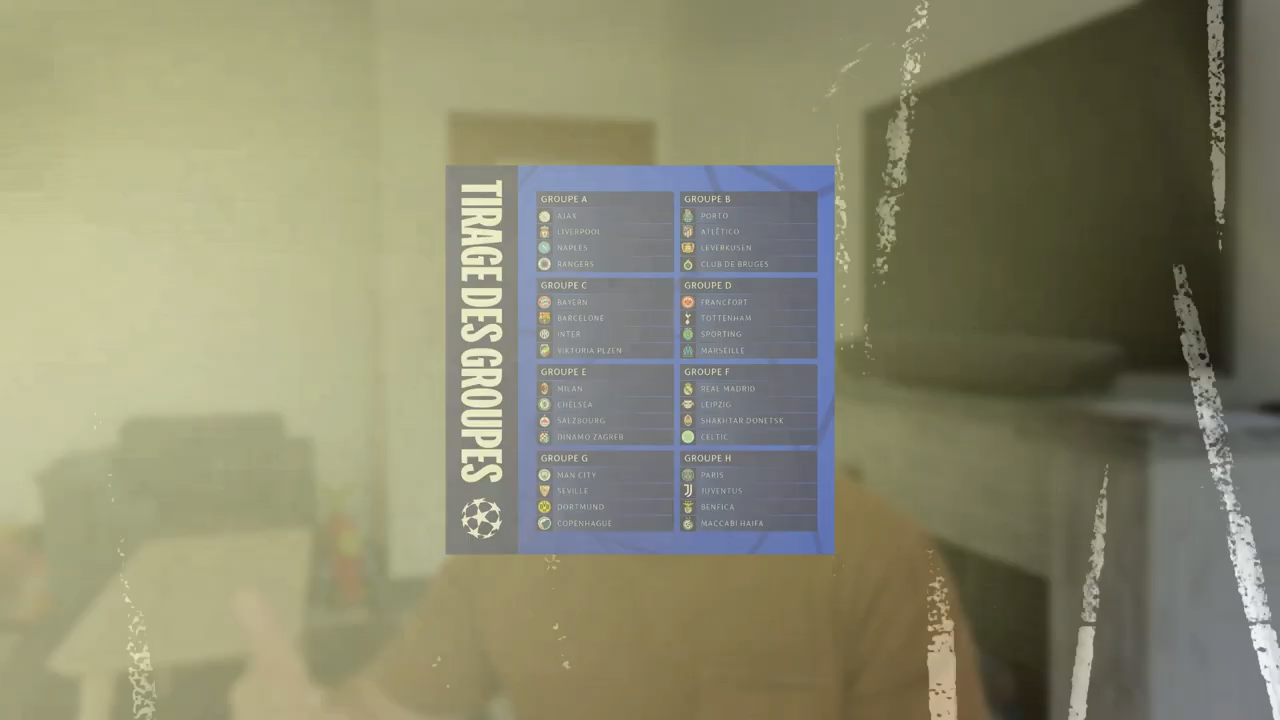 TIRAGE DES GROUPES
GROUPE A
AJAX
LIVERPOOL
NAPLES
RANGERS
GROUPE B
PORTO
ATLÉTICO
LEVERKUSEN
CLUB DE BRUGES
GROUPE C
BAYERN
BARCELONE
INTER
VIKTORIA PLZEN
GROUPE D
FRANCFORT
TOTTENHAM
SPORTING
MARSEILLE
GROUPE E
MILAN
CHELSEA
SALZBOURG
DINAMO ZAGREB
GROUPE F
REAL MADRID
LEIPZIG
SHAKHTAR DONETSK
CELTIC
GROUPE G
MAN CITY
SEVILLE
DORTMUND
COPENHAGUE
GROUPE H
PARIS
JUVENTUS
BENFICA
MACCABI HAIFA